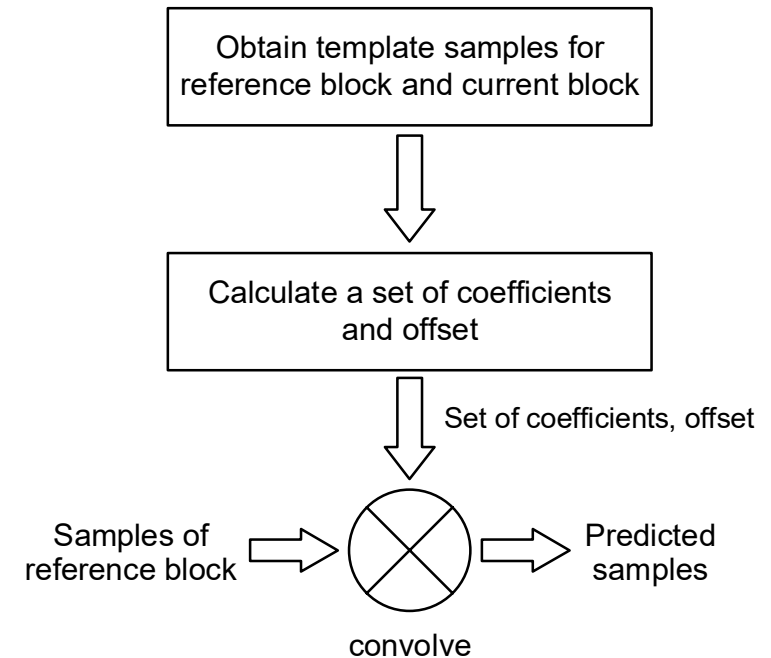 Obtain template samples for
reference block and current block
Calculate a set of coefficients
and offset
Set of coefficients, offset
Samples of
reference block
Predicted
samples
convolve